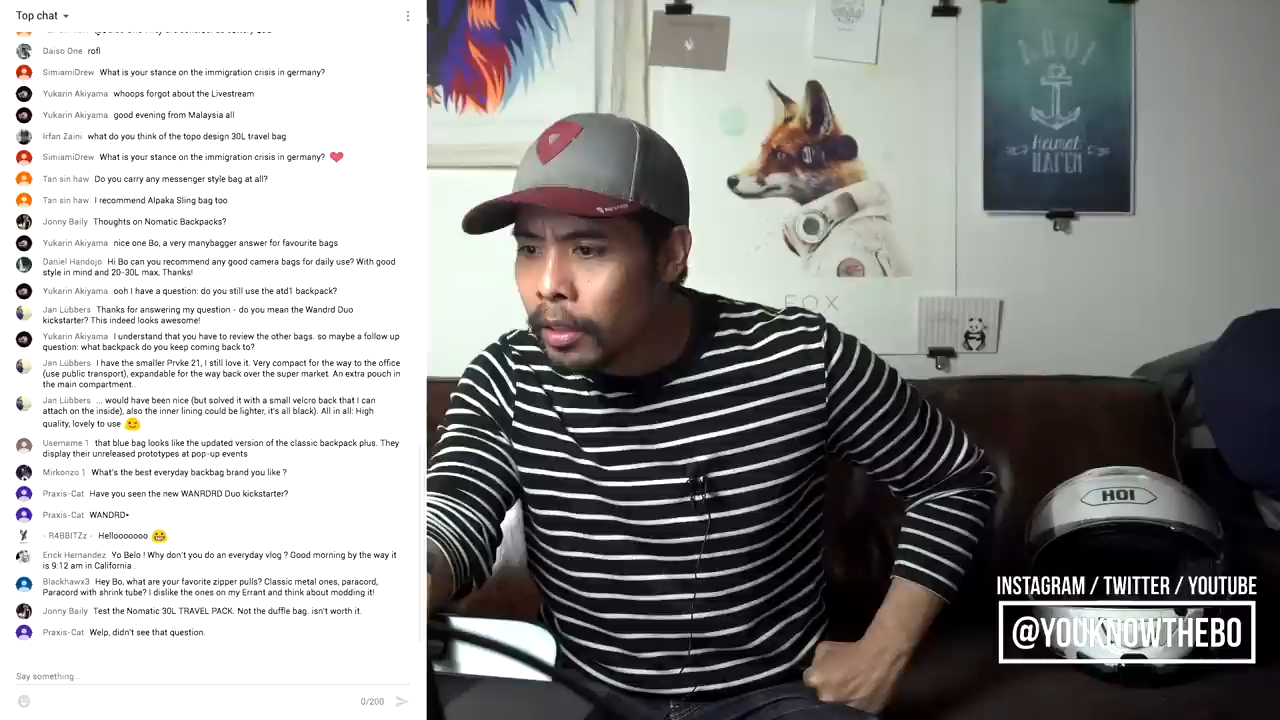 Top chat
Daiso One rofl
SimiamiDrew What is your stance on the immigration crisis in germany?
Yukarin Akiyama whoops forgot about the Livestream
Yukarin Akiyama good evening from Malaysia all
Irfan Zaini what do you think of the topo design 30L travel bag
SimiamiDrew What is your stance on the immigration crisis in germany?
Tan sin haw Do you carry any messenger style bag at all?
Tan sin haw I recommend Alpaka Sling bag too
Jonny Baily Thoughts on Nomatic Backpacks?
Yukarin Akiyama nice one Bo, a very manybagger answer for favourite bags
Daniel Handojo Hi Bo can you recommend any good camera bags for daily use? With good
style in mind and 20-30L max, Thanks!
Yukarin Akiyama ooh I have a question: do you still use the atd1 backpack?
Jan Lübbers Thanks for answering my question - do you mean the Wandrd Duo
kickstarter? This indeed looks awesome!
Yukarin Akiyama I understand that you have to review the other bags. so maybe a follow up
question: what backpack do you keep coming back to?
Jan Lübbers I have the smaller Prvke 21, I still love it. Very compact for the way to the office
(use public transport), expandable for the way back over the super market. An extra pouch in
the main compartment..
Jan Lübbers ... would have been nice (but solved it with a small velcro back that I can
attach on the inside), also the inner lining could be lighter, it's all black). All in all: High
quality, lovely to use
Username 1 that blue bag looks like the updated version of the classic backpack plus. They
display their unreleased prototypes at pop-up events
Mirkonzo 1 What's the best everyday backbag brand you like ?
Praxis-Cat Have you seen the new WANRDRD Duo kickstarter?
Praxis-Cat WANDRD*
- R4BBITZz - Hellooooooo
Erick Hernandez Yo Belo ! Why don't you do an everyday vlog ? Good morning by the way it
is 9:12 am in California .
Blackhawx3 Hey Bo, what are your favorite zipper pulls? Classic metal ones, paracord,
Paracord with shrink tube? I dislike the ones on my Errant and think about modding it!
Jonny Baily Test the Nomatic 30L TRAVEL PACK. Not the duffle bag. isn't worth it.
Praxis-Cat Welp, didn't see that question.
Say something...
0/200
AHOI
Heimat
HAFEN
FOX
HOI
INSTAGRAM / TWITTER / YOUTUBE
@YOUKNOWTHEBO